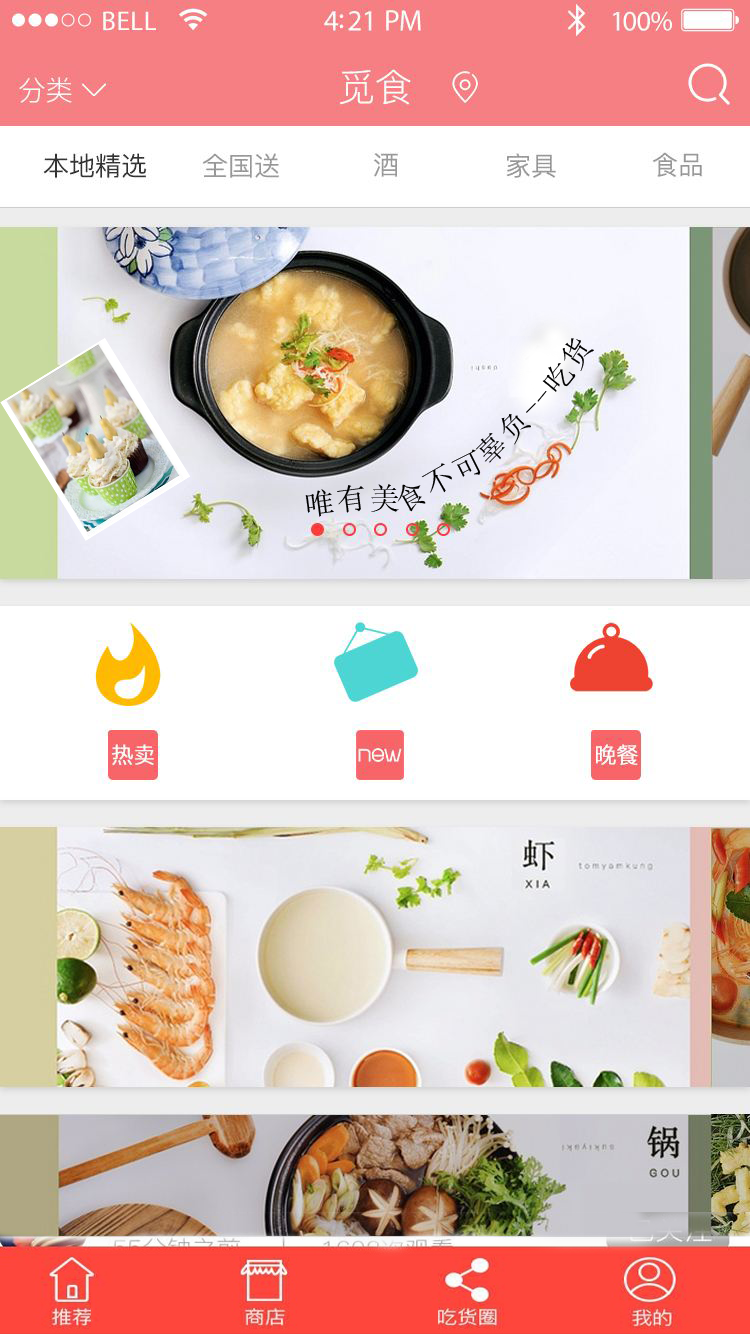 BELL 4:21 PM 100%
分类 觅食
本地精选 全国送 酒 家具 食品
唯有美食不可辜负--吃货
热卖 new 晚餐
虾 tomyamkung
XIA
锅
GOU
推荐 商店 吃货圈 我的